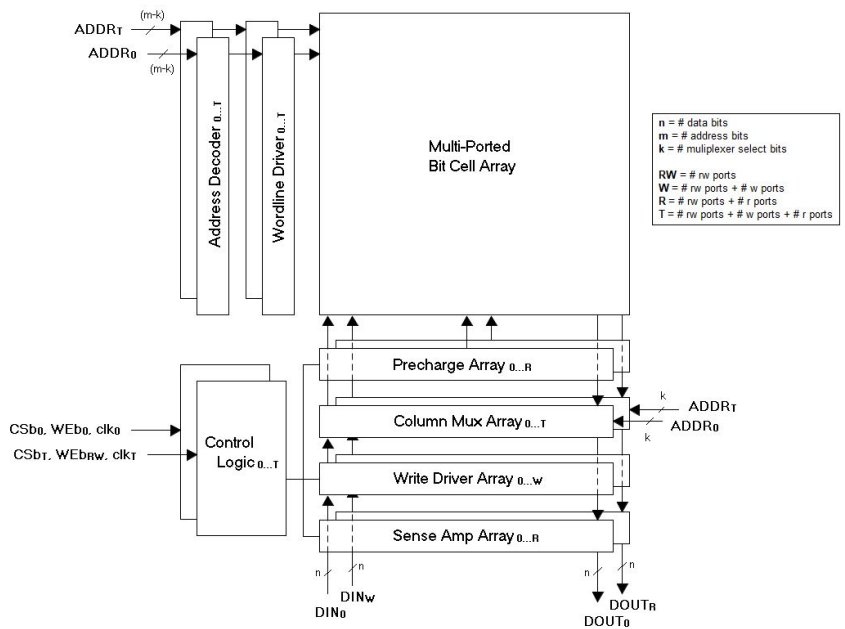 (m-k)
ADDRT
ADDR0
(m-k)
Address Decoder 0...T
Wordline Driver 0...T
Multi-Ported
Bit Cell Array
n = # data bits
m = # address bits
k = # muliplexer select bits
RW = # rw ports
W = # rw ports + # w ports
R = # rw ports + # r ports
T = # rw ports + # w ports + # r ports
Precharge Array 0...R
k
ADDRT
Column Mux Array 0...T
ADDR0
k
CSb0, WEb0, clk0
Control
Logic 0...T
CSbT, WEbRW, clkT
Write Driver Array 0...W
Sense Amp Array 0...R
n
n
n
n
DIN0
DINW
DOUTR
DOUT0